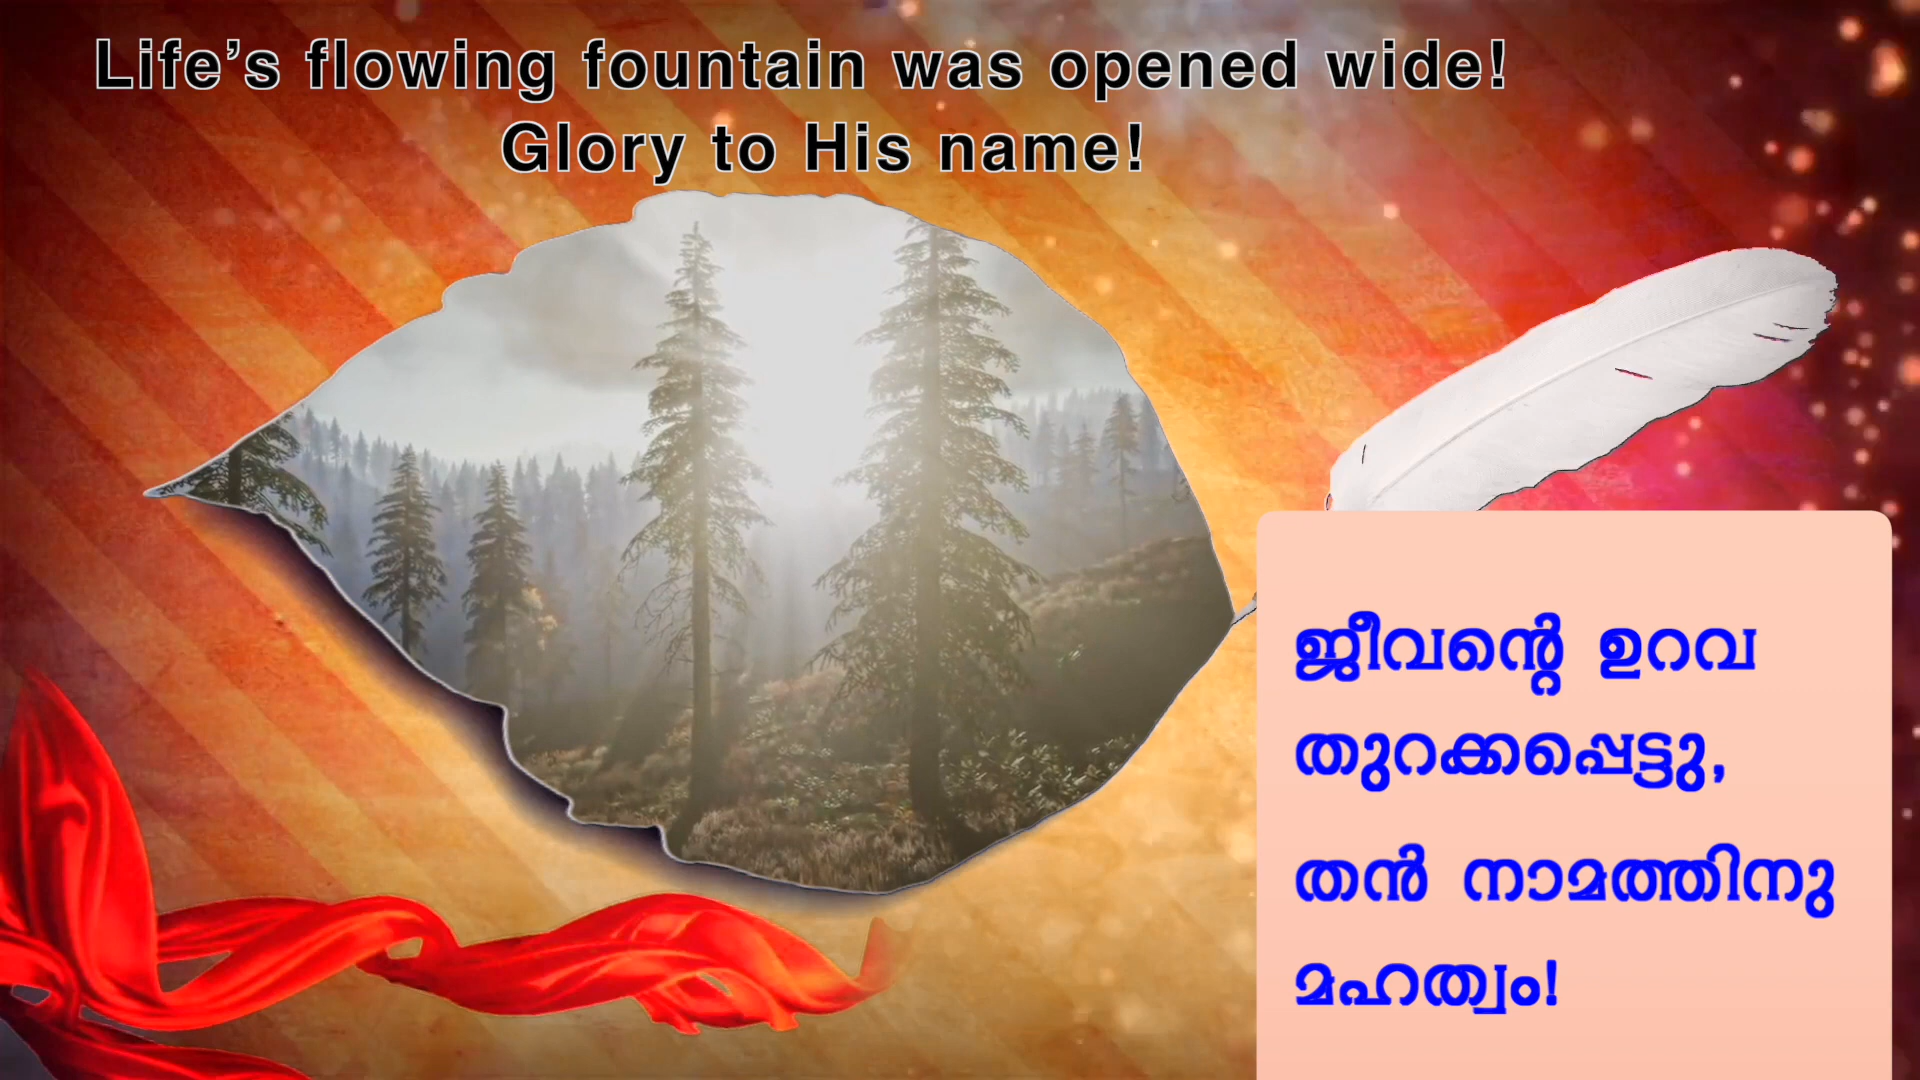 Life’s flowing fountain was opened wide!
Glory to His name!
ജീവന്റെ ഉറവ
തുറക്കപ്പെട്ടു,
തൻ നാമത്തിനു
മഹത്വം!